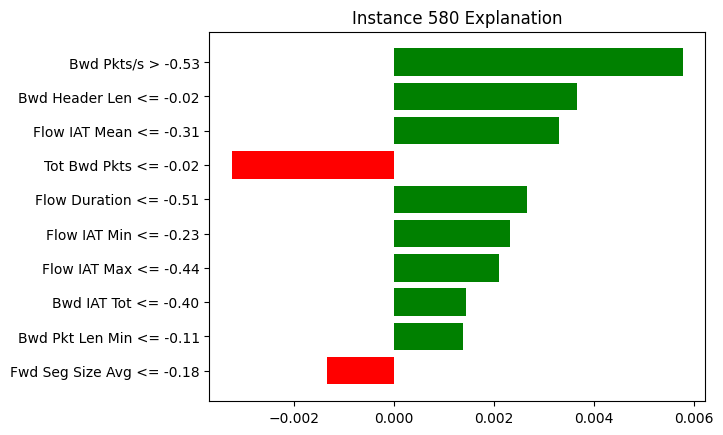 Instance 580 Explanation
Bwd Pkts/s > -0.53
Bwd Header Len <= -0.02
Flow IAT Mean <= -0.31
Tot Bwd Pkts <= -0.02
Flow Duration <= -0.51
Flow IAT Min <= -0.23
Flow IAT Max <= -0.44
Bwd IAT Tot <= -0.40
Bwd Pkt Len Min <= -0.11
Fwd Seg Size Avg <= -0.18
−0.002 0.000 0.002 0.004 0.006